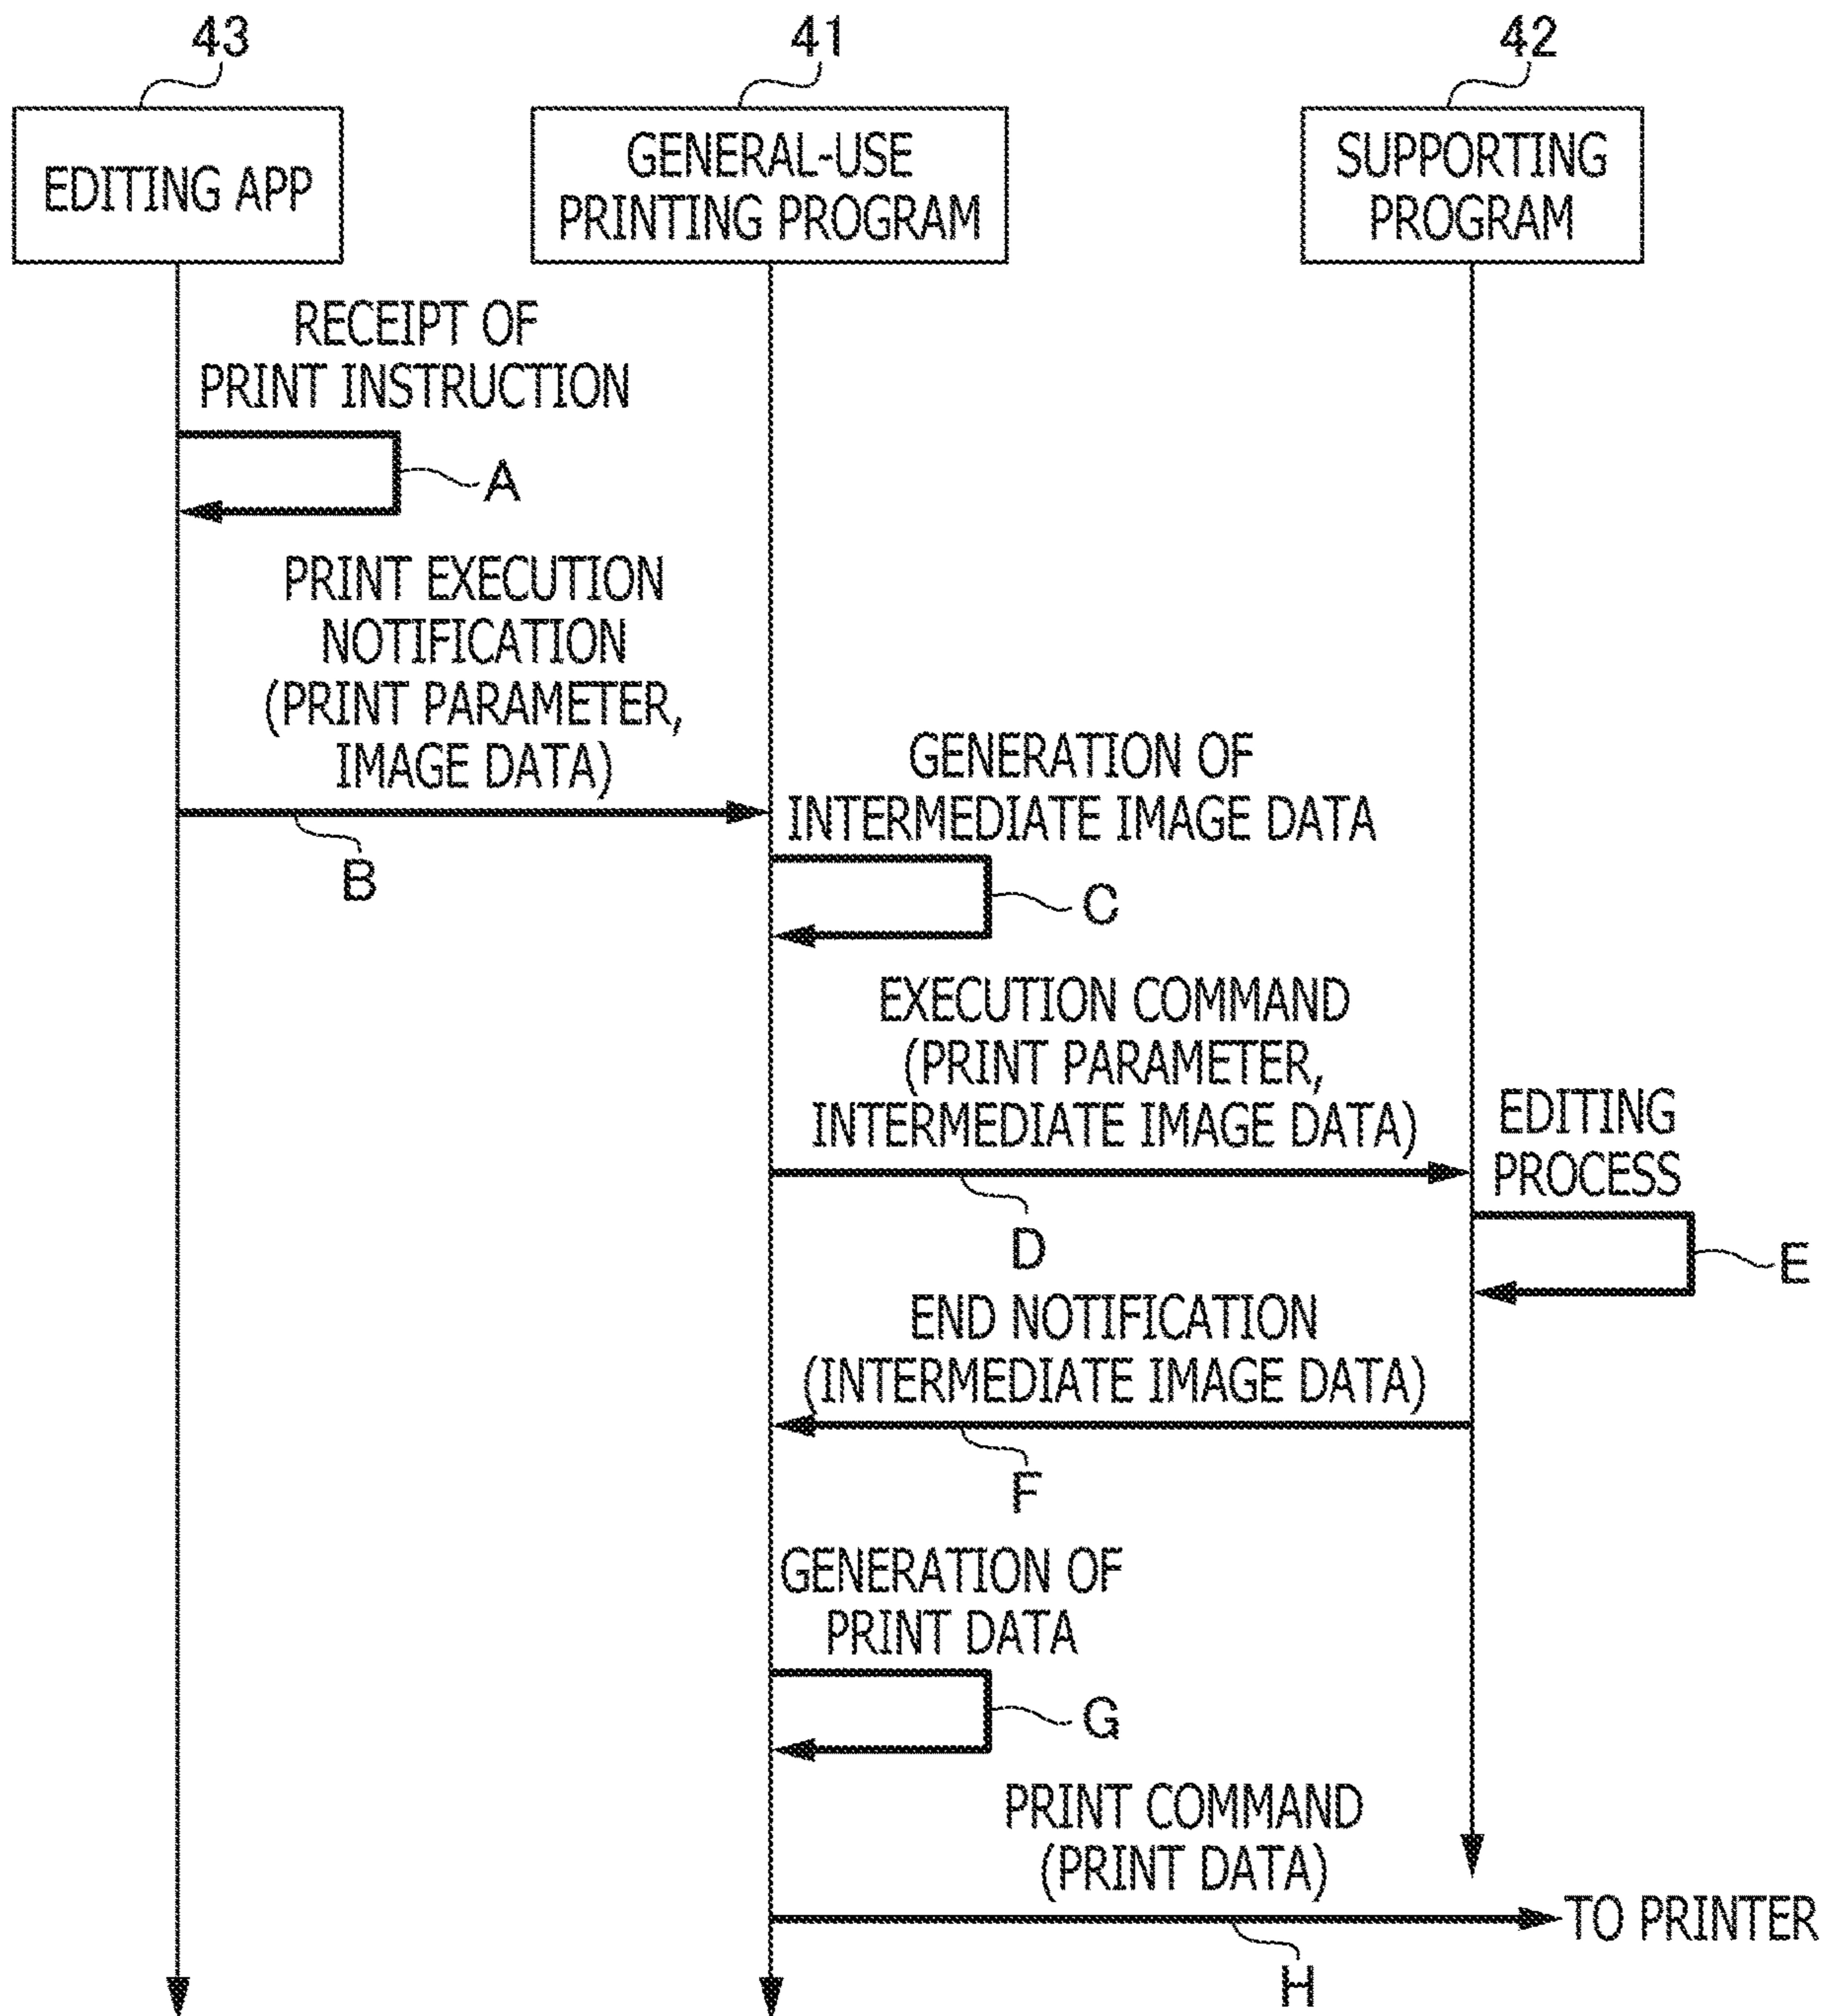 43
41
42
EDITING APP
GENERAL-USE
PRINTING PROGRAM
SUPPORTING
PROGRAM
RECEIPT OF
PRINT INSTRUCTION
A
PRINT EXECUTION
NOTIFICATION
(PRINT PARAMETER,
IMAGE DATA)
B
GENERATION OF
INTERMEDIATE IMAGE DATA
C
EXECUTION COMMAND
(PRINT PARAMETER,
INTERMEDIATE IMAGE DATA)
D
EDITING
PROCESS
E
END NOTIFICATION
(INTERMEDIATE IMAGE DATA)
F
GENERATION OF
PRINT DATA
G
PRINT COMMAND
(PRINT DATA)
TO PRINTER
H